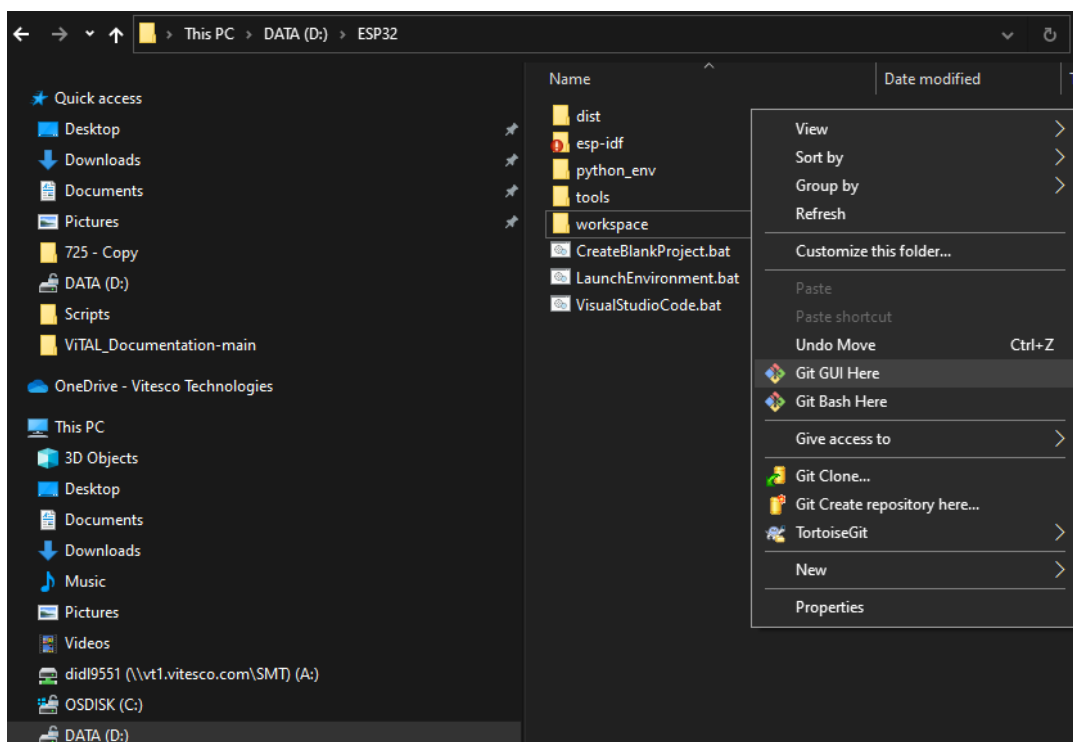 This PC > DATA (D:) > ESP32
Name
Date modified
Quick access
Desktop
Downloads
Documents
Pictures
725 - Copy
DATA (D:)
Scripts
ViTAL_Documentation-main
OneDrive - Vitesco Technologies
This PC
3D Objects
Desktop
Documents
Downloads
Music
Pictures
Videos
didl9551 (\\vt1.vitesco.com\SMT) (A:)
OSDISK (C:)
DATA (D:)
dist
esp-idf
python_env
tools
workspace
CreateBlankProject.bat
LaunchEnvironment.bat
VisualStudioCode.bat
View
Sort by
Group by
Refresh
Customize this folder...
Paste
Paste shortcut
Undo Move Ctrl+Z
Git GUI Here
Git Bash Here
Give access to
Git Clone...
Git Create repository here...
TortoiseGit
New
Properties